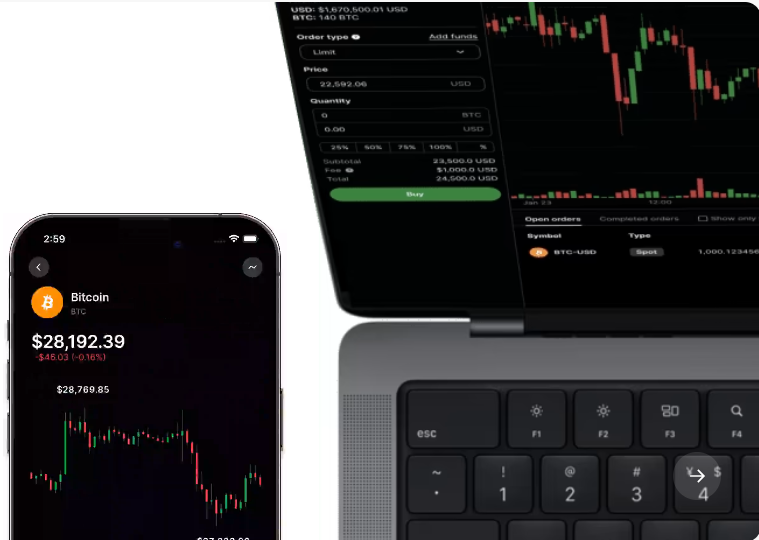 USD: $1,670,500.01 USD
BTC: 140 BTC
Order type
Add funds
Limit
Price
22,592.06 USD
Quantity
0 BTC
0.00 USD
25% 50% 75% 100% %
Subtotal 23,500.0 USD
Fee $1,000.0 USD
Total 24,500.0 USD
Buy
Jan 23 12:00
Open orders Completed orders Show only
Symbol Type
BTC-USD Spot 1,000.123456
2:59
Bitcoin
BTC
$28,192.39
-$46.03 (-0.16%)
$28,769.85
esc F1 F2 F3 F4
~ ! @ # ¥ $
1 2 3 4